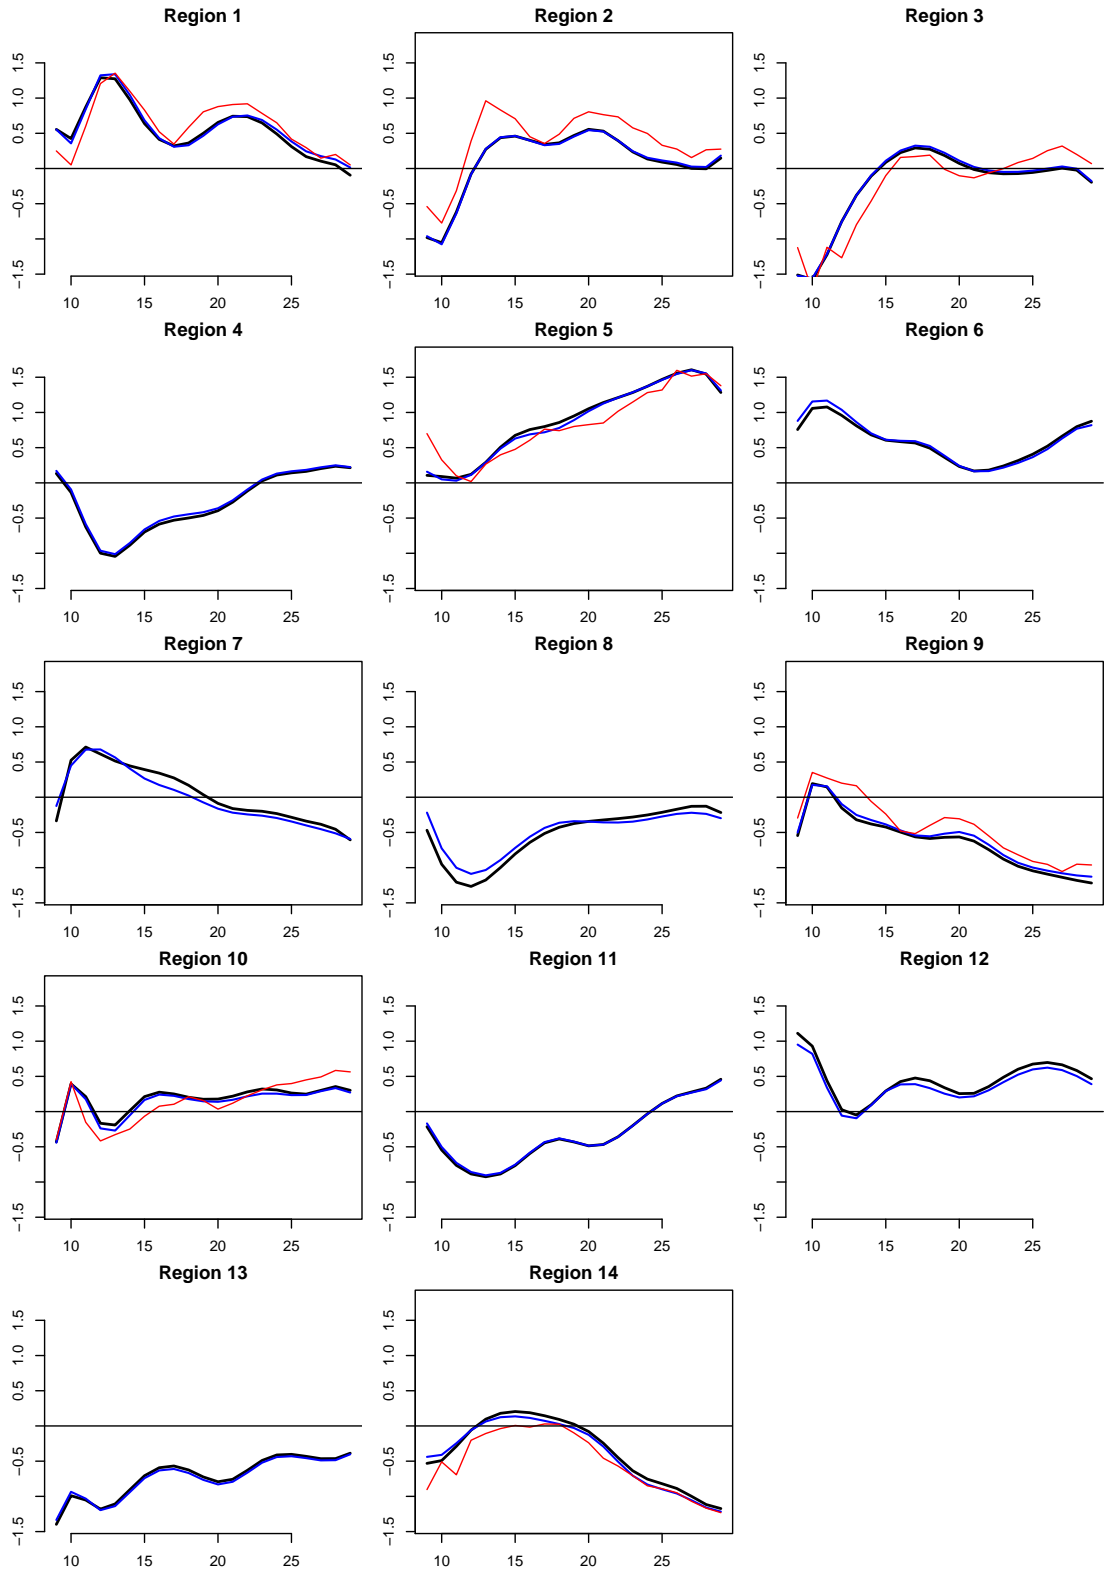 Region 1 Region 2 Region 3
1.5 1.5 1.5
1.0 1.0 1.0
0.5 0.5 0.5
−0.5 −0.5 −0.5
−1.5 −1.5 −1.5
10 15 20 25 10 15 20 25 10 15 20 25
Region 4 Region 5 Region 6
1.5 1.5 1.5
1.0 1.0 1.0
0.5 0.5 0.5
−0.5 −0.5 −0.5
−1.5 −1.5 −1.5
10 15 20 25 10 15 20 25 10 15 20 25
Region 7 Region 8 Region 9
1.5 1.5 1.5
1.0 1.0 1.0
0.5 0.5 0.5
−0.5 −0.5 −0.5
−1.5 −1.5 −1.5
10 15 20 25 10 15 20 25 10 15 20 25
Region 10 Region 11 Region 12
1.5 1.5 1.5
1.0 1.0 1.0
0.5 0.5 0.5
−0.5 −0.5 −0.5
−1.5 −1.5 −1.5
10 15 20 25 10 15 20 25 10 15 20 25
Region 13 Region 14
1.5 1.5
1.0 1.0
0.5 0.5
−0.5 −0.5
−1.5 −1.5
10 15 20 25 10 15 20 25